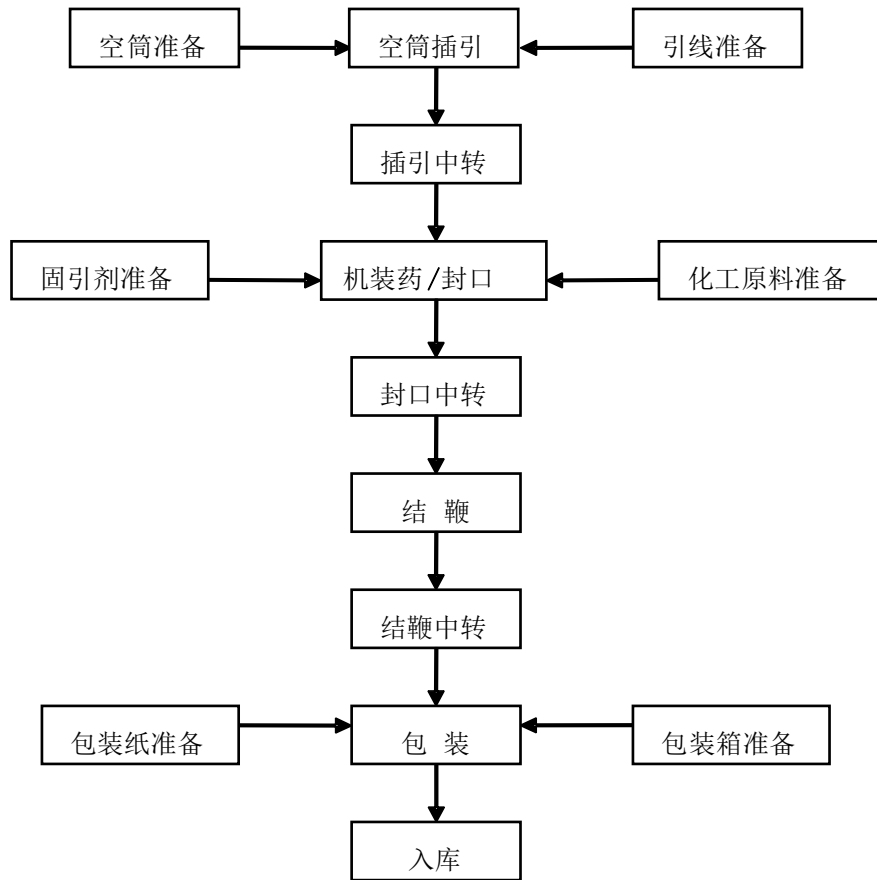 空筒准备
空筒插引
引线准备
插引中转
固引剂准备
机装药/封口
化工原料准备
封口中转
结 鞭
结鞭中转
包装纸准备
包 装
包装箱准备
入库